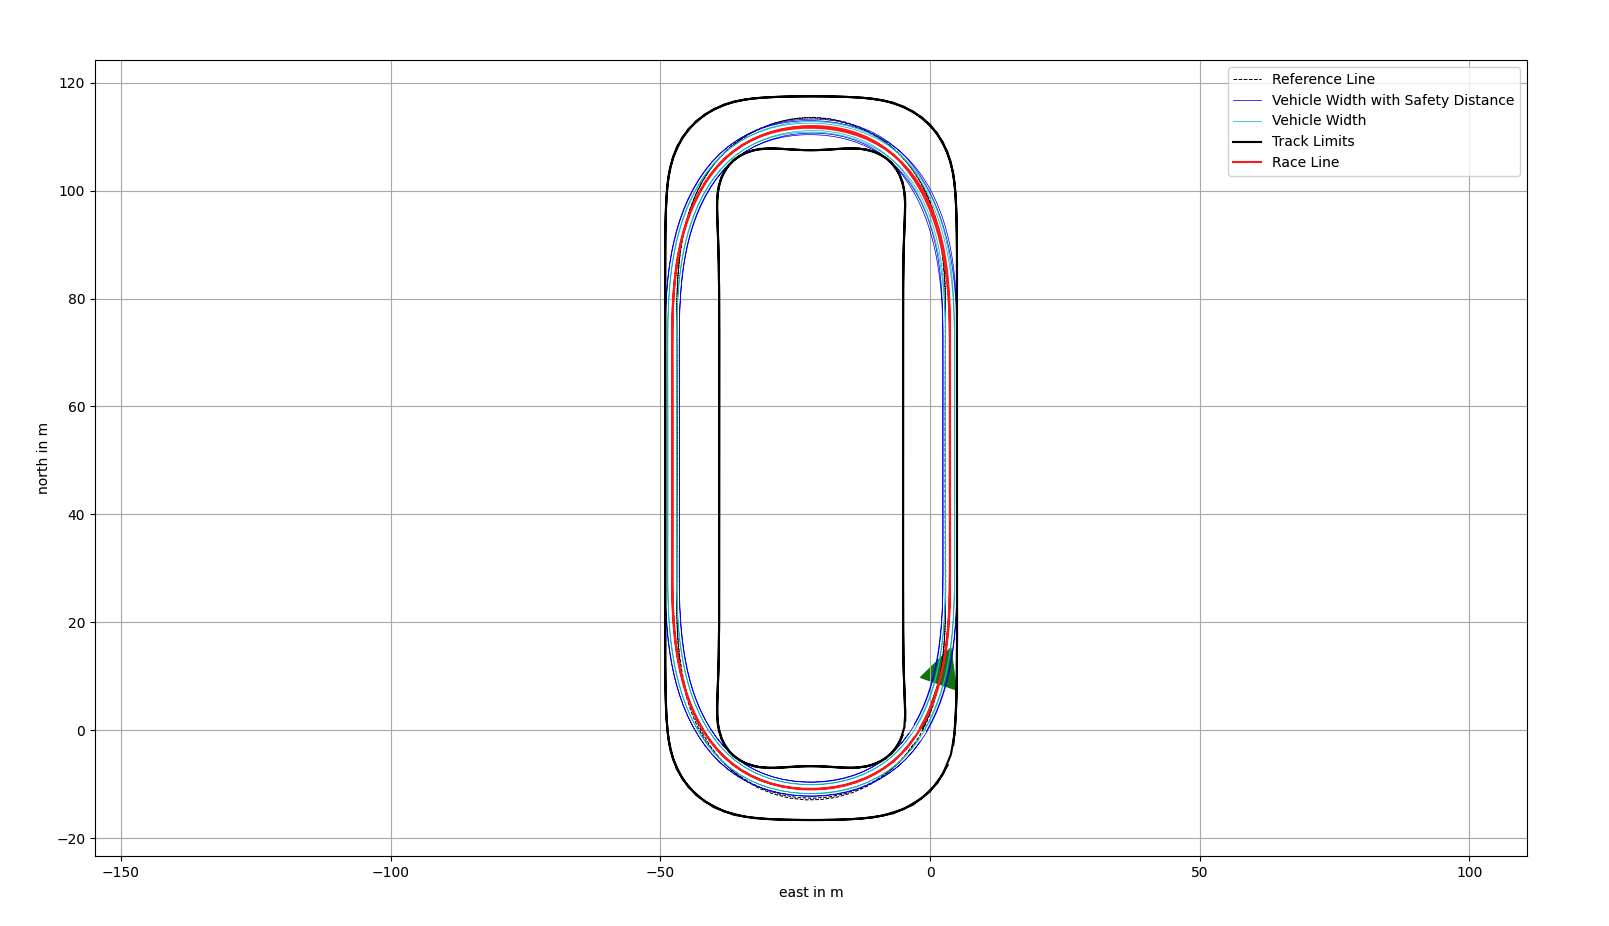 120
100
80
60
40
20
0
−20
north in m
−150
−100
−50
0
50
100
east in m
Reference Line
Vehicle Width with Safety Distance
Vehicle Width
Track Limits
Race Line